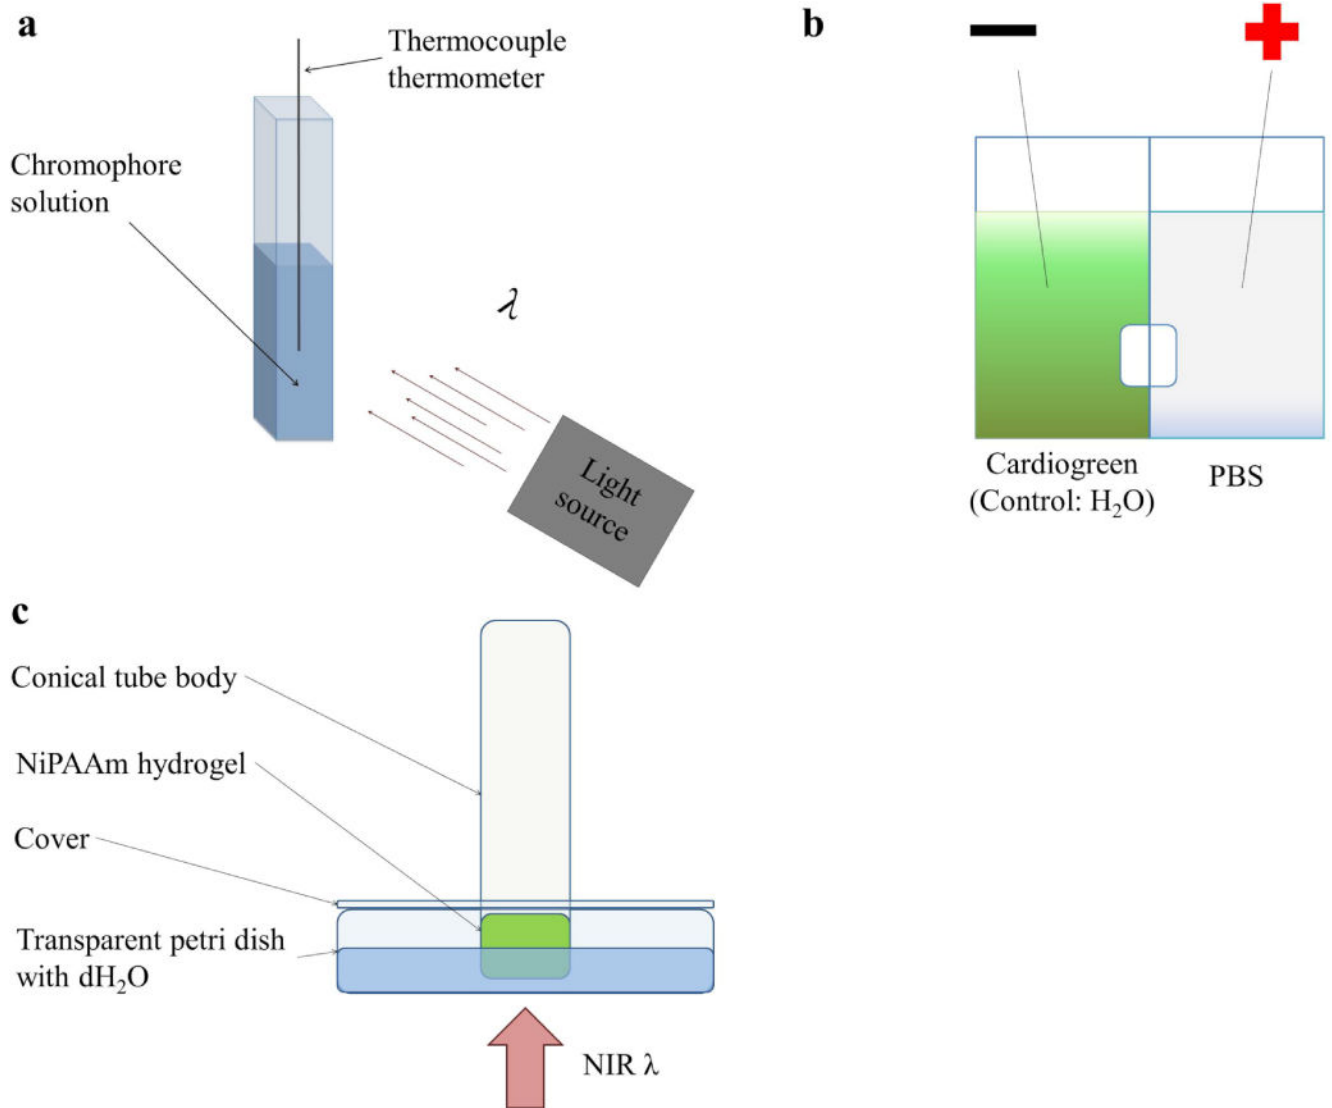 a
Thermocouple
thermometer
Chromophore
solution
λ
Light
source
b
Cardiogreen
(Control: H₂O)
PBS
c
Conical tube body
NiPAAm hydrogel
Cover
Transparent petri dish
with dH₂O
NIR λ